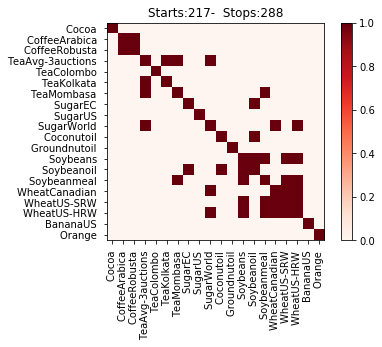 Starts:217- Stops:288
Cocoa
CoffeeArabica
CoffeeRobusta
TeaAvg-3auctions
TeaColombo
TeaKolkata
TeaMombasa
SugarEC
SugarUS
SugarWorld
Coconutoil
Groundnutoil
Soybeans
Soybeanoil
Soybeanmeal
WheatCanadian
WheatUS-SRW
WheatUS-HRW
BananaUS
Orange
1.0
0.8
0.6
0.4
0.2
0.0
Cocoa
CoffeeArabica
CoffeeRobusta
TeaAvg-3auctions
TeaColombo
TeaKolkata
TeaMombasa
SugarEC
SugarUS
SugarWorld
Coconutoil
Groundnutoil
Soybeans
Soybeanoil
Soybeanmeal
WheatCanadian
WheatUS-SRW
WheatUS-HRW
BananaUS
Orange